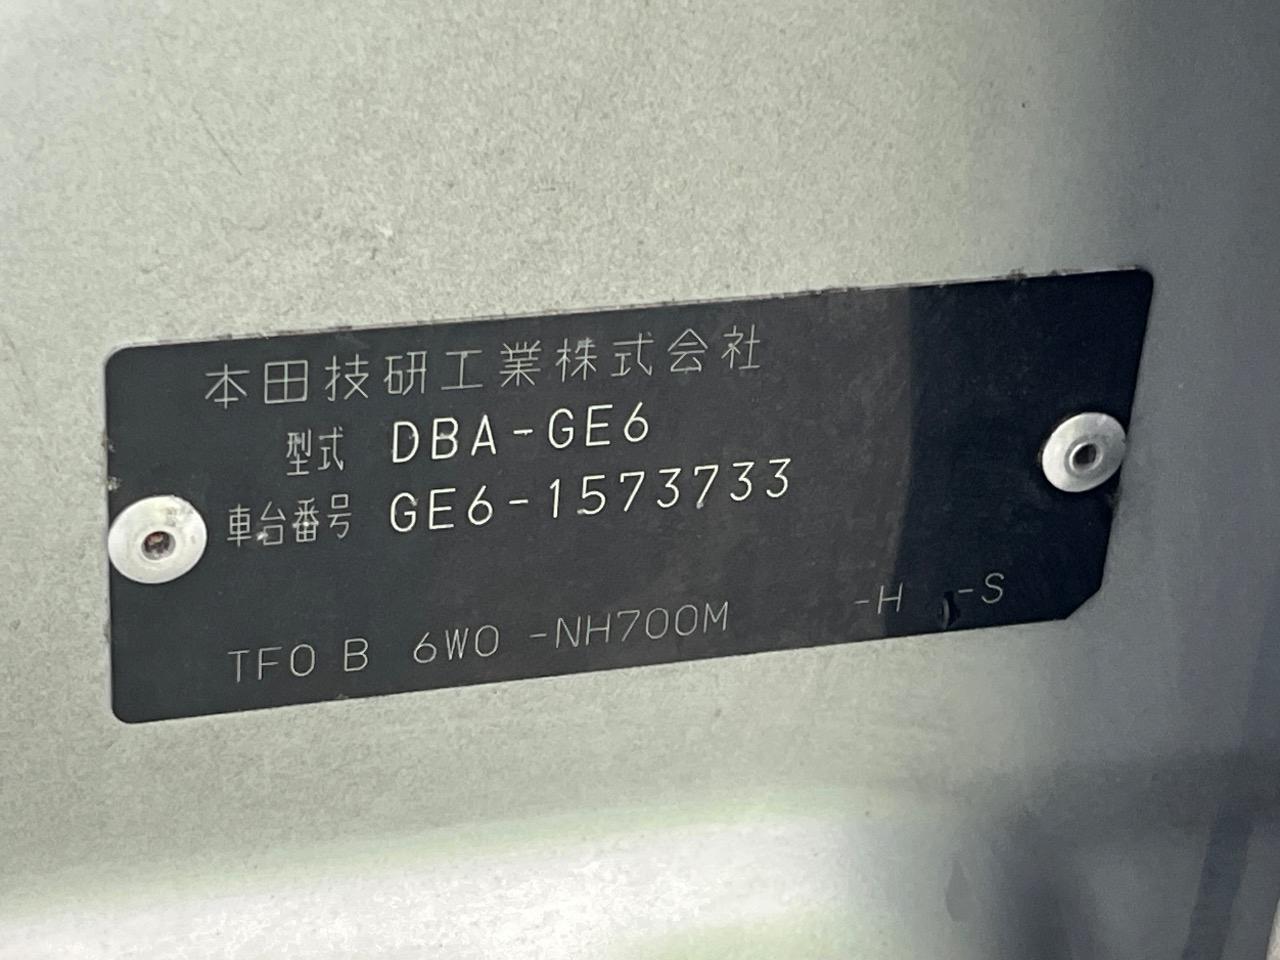 本田技研工業株式会社
型式 DBA-GE6
車台番号 GE6-1573733
TF0 B 6W0 -NH700M -H -S